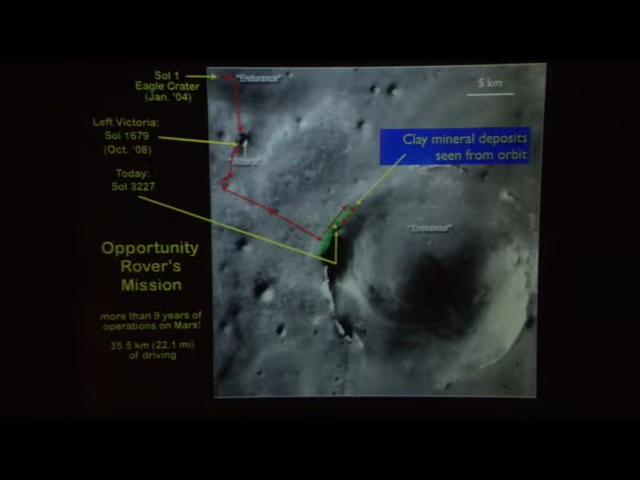 Sol 1
Eagle Crater
(Jan. '04)
"Endurance"
5 km
Left Victoria:
Sol 1679
(Oct. '08)
Clay mineral deposits
seen from orbit
Today:
Sol 3227
"Endeavour"
Opportunity
Rover's
Mission
more than 9 years of
operations on Mars!
35.5 km (22.1 mi)
of driving